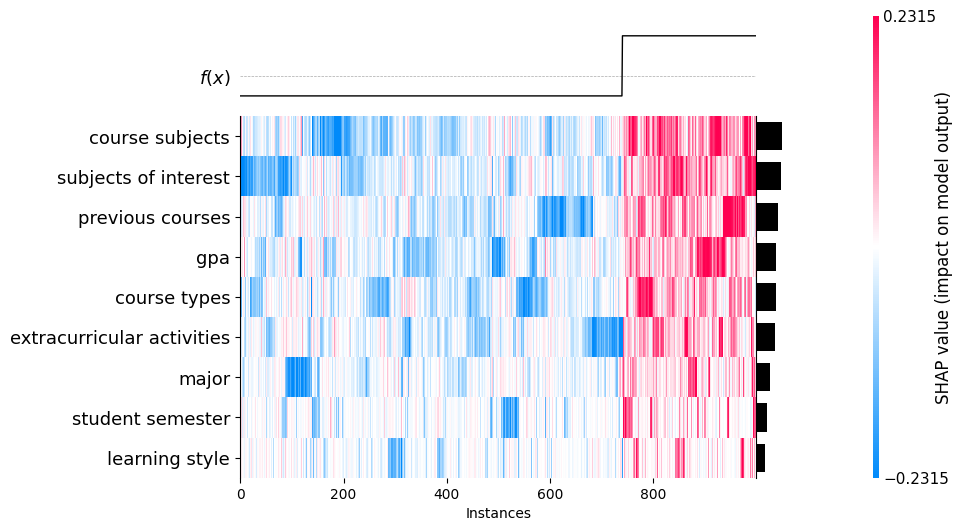 0.2315
f(x)
course subjects
subjects of interest
previous courses
gpa
course types
extracurricular activities
major
student semester
learning style
0 200 400 600 800
Instances
−0.2315
SHAP value (impact on model output)